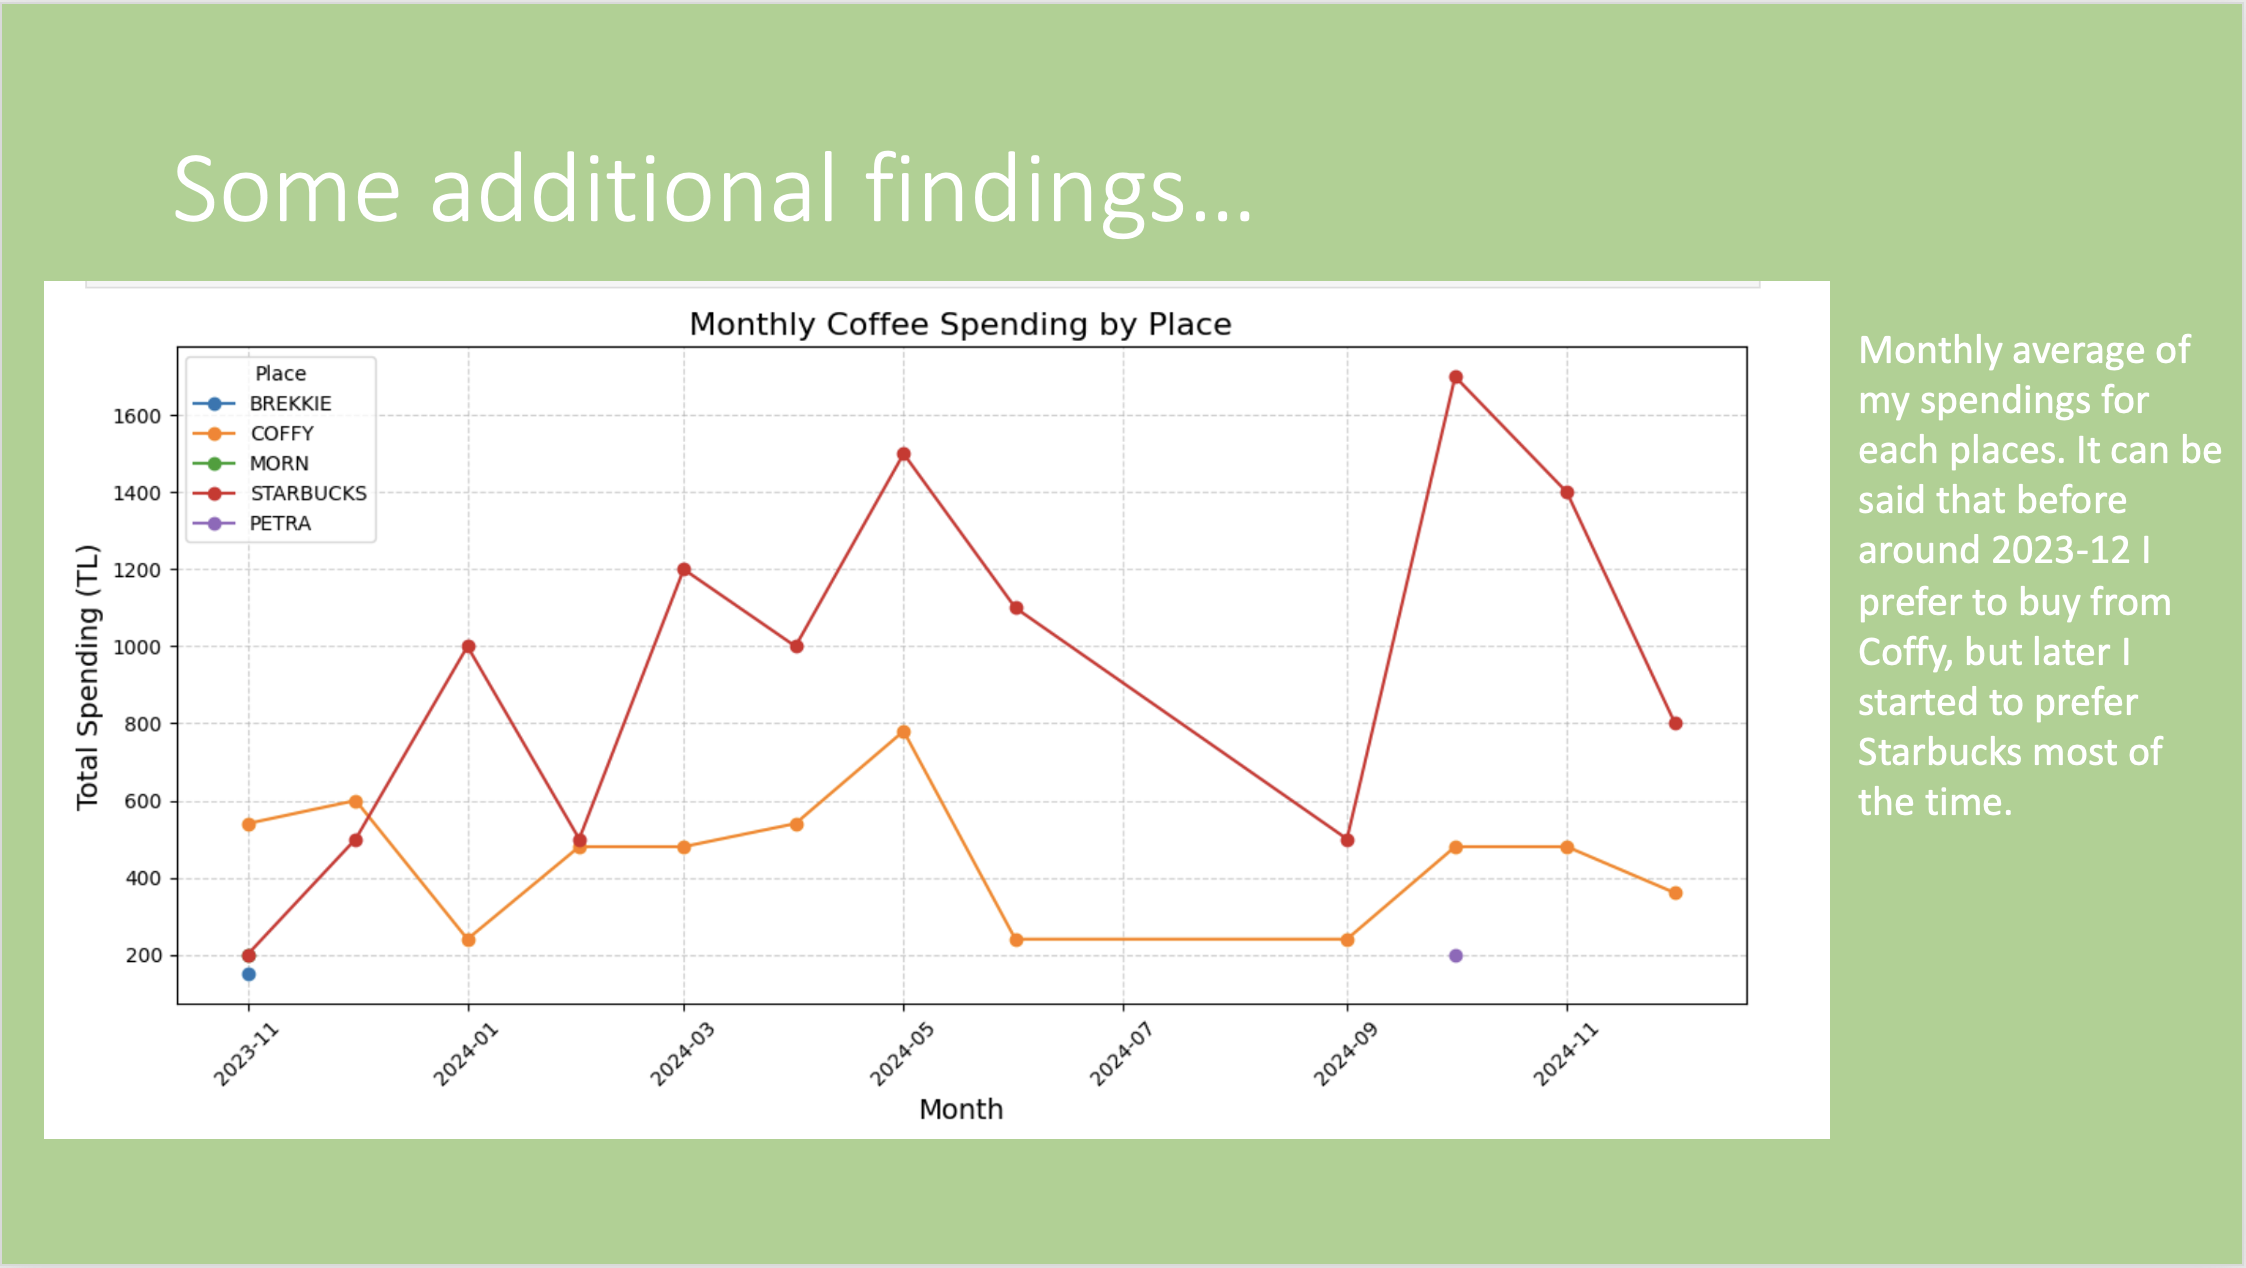 Some additional findings...
Monthly Coffee Spending by Place
Place
BREKKIE
COFFY
MORN
STARBUCKS
PETRA
Total Spending (TL)
1600
1400
1200
1000
800
600
400
200
2023-11
2024-01
2024-03
2024-05
2024-07
2024-09
2024-11
Month
Monthly average of
my spendings for
each places. It can be
said that before
around 2023-12 I
prefer to buy from
Coffy, but later I
started to prefer
Starbucks most of
the time.